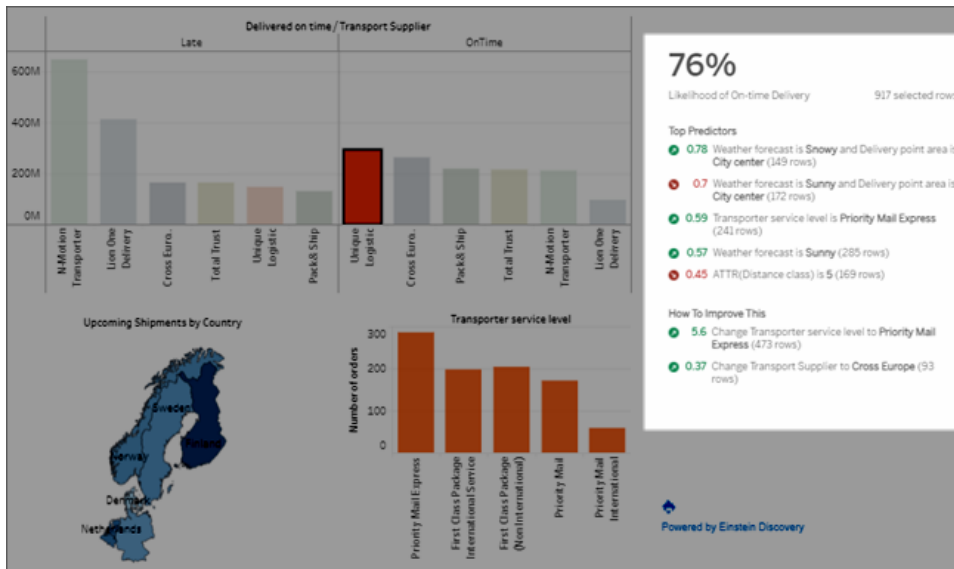 Delivered on time / Transport Supplier
Late
OnTime
600M
400M
200M
0M
N-Motion
Transporter
Lion One
Delivery
Cross Euro..
Total Trust
Unique
Logistic
Pack& Ship
Unique
Logistic
Cross Euro..
Pack& Ship
Total Trust
N-Motion
Transporter
Lion One
Delivery
76%
Likelihood of On-time Delivery
917 selected rows
Top Predictors
0.78 Weather forecast is Snowy and Delivery point area is
City center (149 rows)
0.7 Weather forecast is Sunny and Delivery point area is
City center (172 rows)
0.59 Transporter service level is Priority Mail Express
(241 rows)
0.57 Weather forecast is Sunny (285 rows)
0.45 ATTR(Distance class) is 5 (169 rows)
How To Improve This
5.6 Change Transporter service level to Priority Mail
Express (473 rows)
0.37 Change Transport Supplier to Cross Europe (93
rows)
Upcoming Shipments by Country
Sweden
Finland
Norway
Denmark
Netherlands
Transporter service level
Number of orders
300
200
100
0
Priority Mail Express
First Class Package
International Service
First Class Package
(Non International)
Priority Mail
Priority Mail
International
Powered by Einstein Discovery